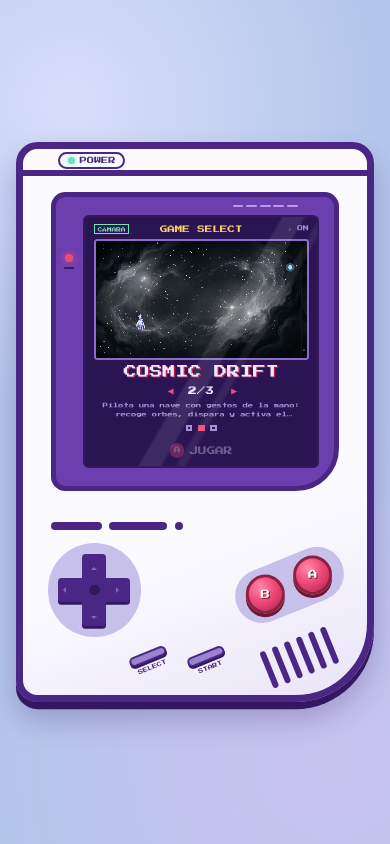 POWER
CAMARA GAME SELECT ♪ ON
COSMIC DRIFT
◀ 2/3 ▶
Pilota una nave con gestos de la mano:
recoge orbes, dispara y activa el…
A JUGAR
A
B
SELECT START